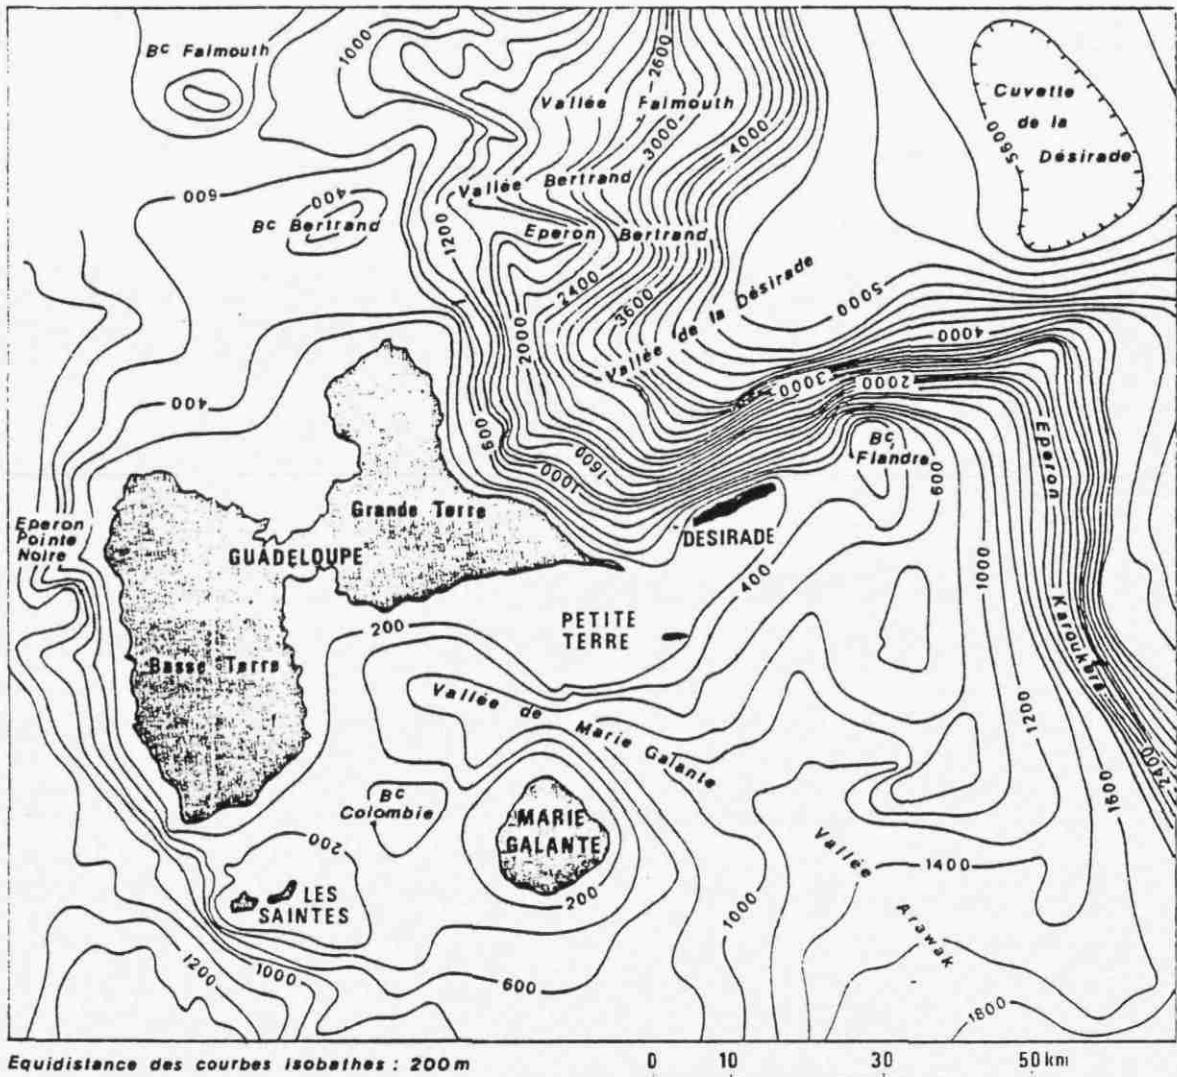 Bc Falmouth
1000
2600
Vallée Falmouth
3000
4000
Cuvette
de la
Désirade
5600
Vallée Bertrand
600
400
Bc Bertrand
1200
Eperon Bertrand
2400
3600
2000
Vallée de la Désirade
5000
4000
3000
2000
400
600
1600
1000
Bc Flandre
600
Eperon
Karoukera
Eperon
Pointe
Noire
Grande Terre
GUADELOUPE
DESIRADE
400
1000
PETITE
TERRE
200
Basse Terre
Vallée de Marie Galante
1200
2400
1600
Bc
Colombie
MARIE
GALANTE
200
200
LES
SAINTES
Vallée
Arawak
1400
1000
1200
1000
600
1800
Equidistance des courbes isobathes : 200m
0 10 30 50 km